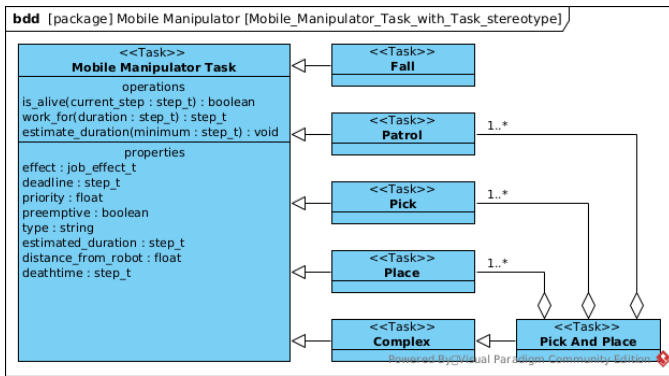 bdd [package] Mobile Manipulator [Mobile_Manipulator_Task_with_Task_stereotype]
<<Task>>
Mobile Manipulator Task
operations
is_alive(current_step : step_t) : boolean
work_for(duration : step_t) : step_t
estimate_duration(minimum : step_t) : void
properties
effect : job_effect_t
deadline : step_t
priority : float
preemptive : boolean
type : string
estimated_duration : step_t
distance_from_robot : float
deathtime : step_t
<<Task>>
Fall
<<Task>>
Patrol
1..*
<<Task>>
Pick
1..*
<<Task>>
Place
1..*
<<Task>>
Complex
<<Task>>
Pick And Place
Powered By Visual Paradigm Community Edition